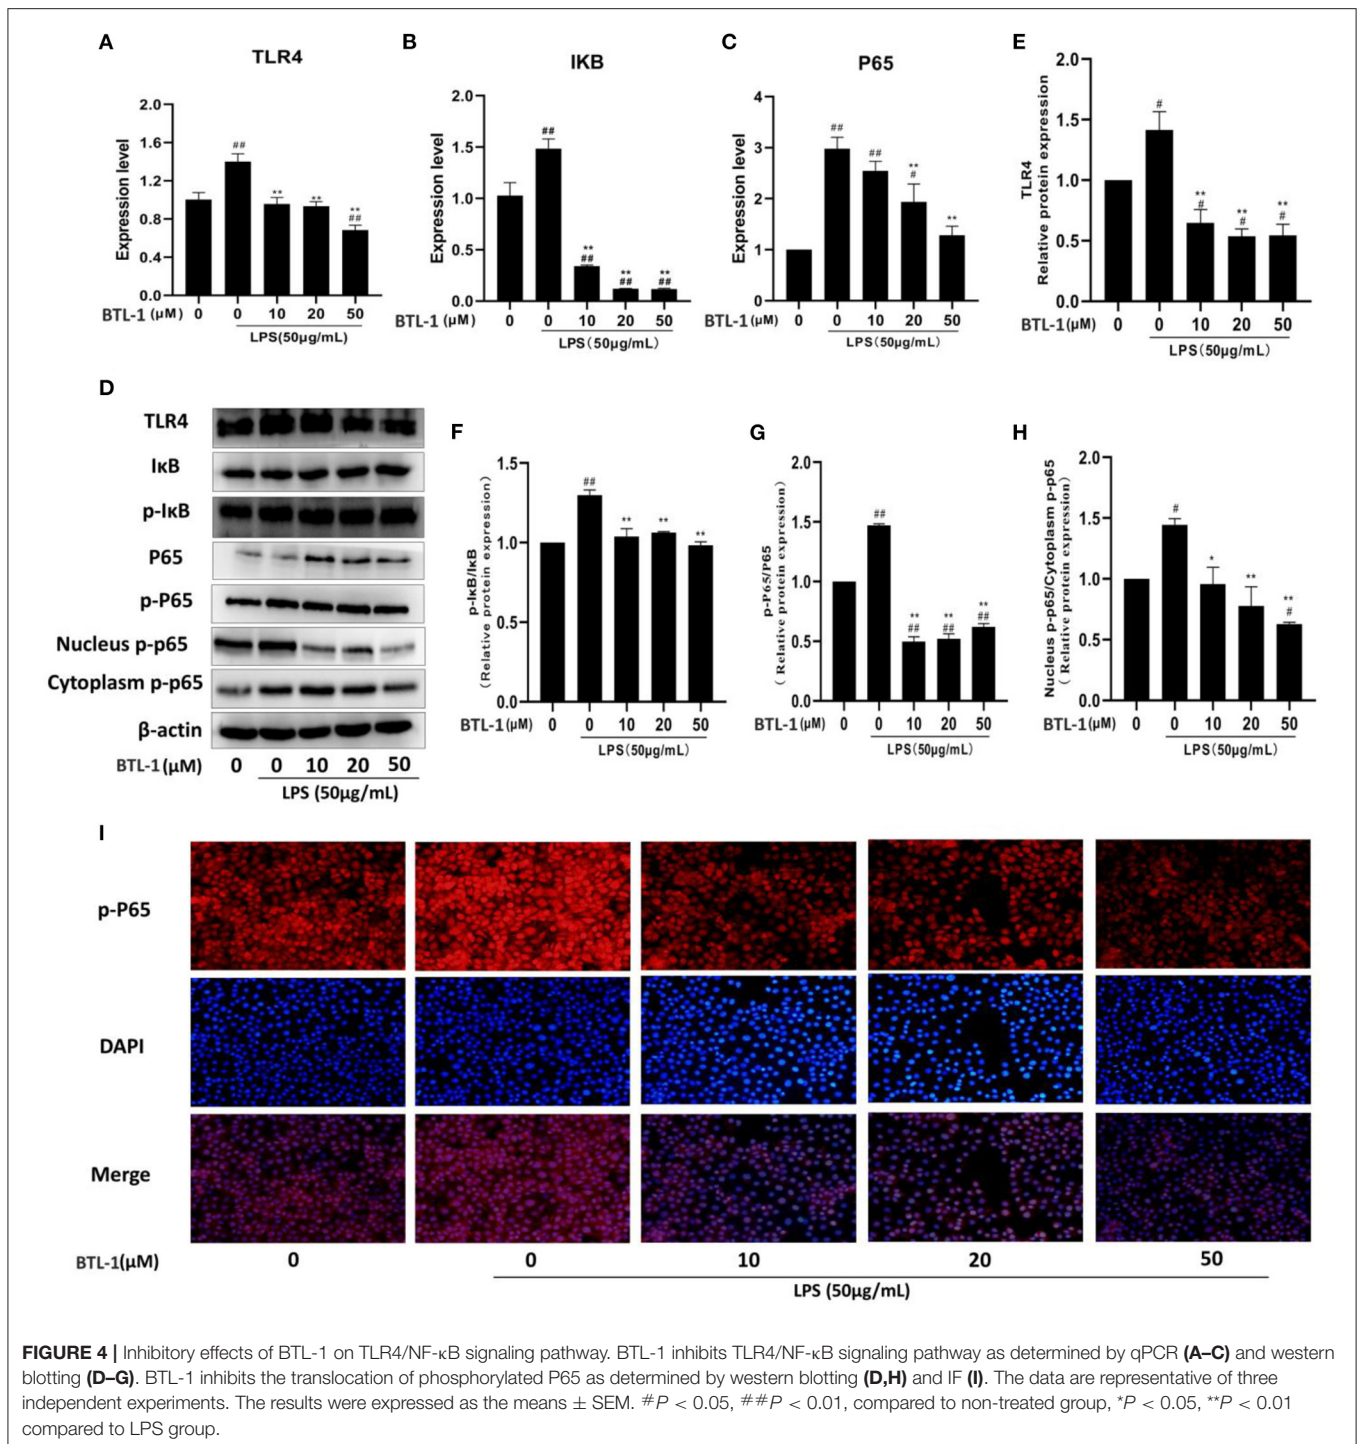 A
TLR4
Expression level
2.0
1.6
1.2
0.8
0.4
0.0
##
**
**
**
##
BTL-1 (μM) 0 0 10 20 50
LPS(50μg/mL)
B
IKB
Expression level
2.0
1.5
1.0
0.5
0.0
##
**
##
**
##
**
##
BTL-1(μM) 0 0 10 20 50
LPS(50μg/mL)
C
P65
Expression level
4
3
2
1
0
##
##
**
#
**
BTL-1(μM) 0 0 10 20 50
LPS(50μg/mL)
E
TLR4
Relative protein expression
2.0
1.5
1.0
0.5
0.0
#
**
#
**
#
**
#
BTL-1(μM) 0 0 10 20 50
LPS(50μg/mL)
D
TLR4
IκB
p-IκB
P65
p-P65
Nucleus p-p65
Cytoplasm p-p65
β-actin
BTL-1(μM) 0 0 10 20 50
LPS (50μg/mL)
F
p-IκB/IκB
(Relative protein expression)
1.5
1.0
0.5
0.0
##
**
**
**
BTL-1(μM) 0 0 10 20 50
LPS(50μg/mL)
G
p-P65/P65
( Relative protein expression)
2.0
1.5
1.0
0.5
0.0
##
**
##
**
##
**
##
BTL-1(μM) 0 0 10 20 50
LPS(50μg/mL)
H
Nucleus p-p65/Cytoplasm p-p65
( Relative protein expression)
2.0
1.5
1.0
0.5
0.0
#
*
**
**
#
BTL-1(μM) 0 0 10 20 50
LPS(50μg/mL)
I
p-P65
DAPI
Merge
BTL-1(μM) 0 0 10 20 50
LPS (50μg/mL)
FIGURE 4 | Inhibitory effects of BTL-1 on TLR4/NF-κB signaling pathway. BTL-1 inhibits TLR4/NF-κB signaling pathway as determined by qPCR (A–C) and western
blotting (D–G). BTL-1 inhibits the translocation of phosphorylated P65 as determined by western blotting (D,H) and IF (I). The data are representative of three
independent experiments. The results were expressed as the means ± SEM. #P < 0.05, ##P < 0.01, compared to non-treated group, *P < 0.05, **P < 0.01
compared to LPS group.